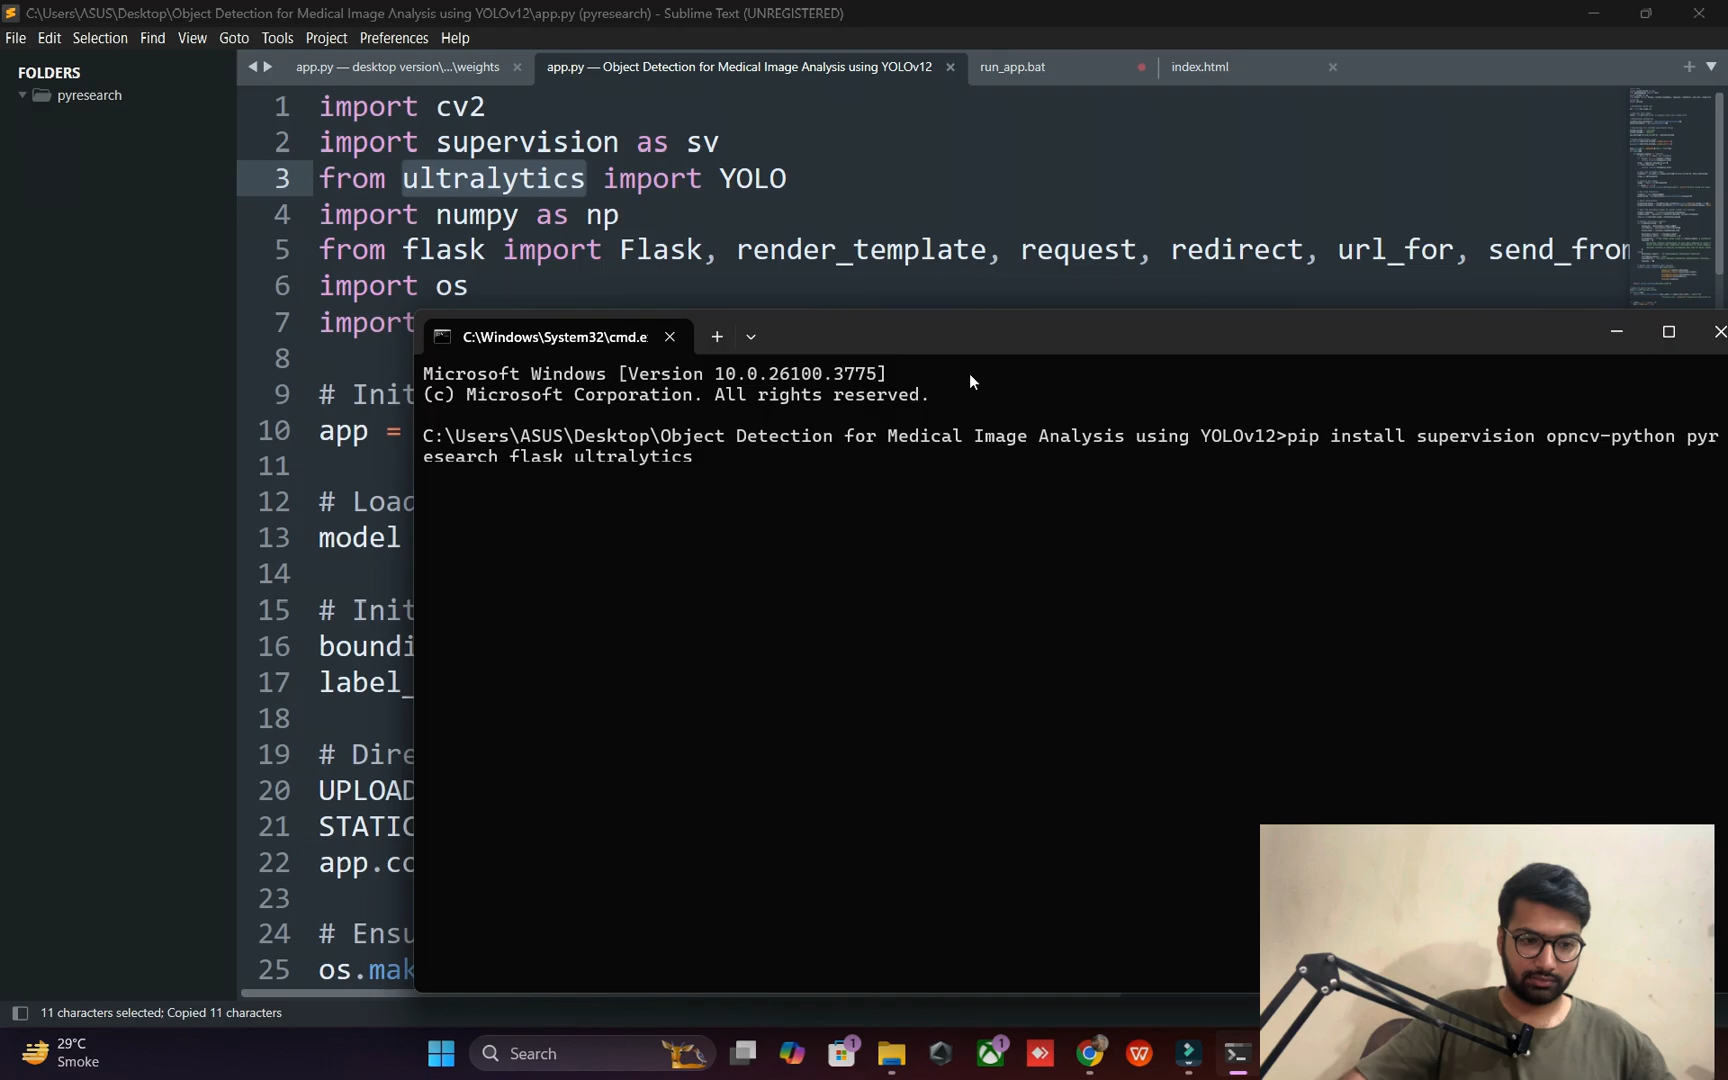 C:\Users\ASUS\Desktop\Object Detection for Medical Image Analysis using YOLOv12\app.py (pyresearch) - Sublime Text (UNREGISTERED)
File Edit Selection Find View Goto Tools Project Preferences Help
FOLDERS
pyresearch
app.py — desktop version\...\weights
app.py — Object Detection for Medical Image Analysis using YOLOv12
run_app.bat
index.html
1 import cv2
2 import supervision as sv
3 from ultralytics import YOLO
4 import numpy as np
5 from flask import Flask, render_template, request, redirect, url_for, send_from
6 import os
7 import
8
9 # Init
10 app =
11
12 # Load
13 model
14
15 # Init
16 boundi
17 label_
18
19 # Dire
20 UPLOAD
21 STATIC
22 app.co
23
24 # Ensu
25 os.mak
C:\Windows\System32\cmd.e
Microsoft Windows [Version 10.0.26100.3775]
(c) Microsoft Corporation. All rights reserved.
C:\Users\ASUS\Desktop\Object Detection for Medical Image Analysis using YOLOv12>pip install supervision opncv-python pyr
esearch flask ultralytics
11 characters selected; Copied 11 characters
29°C
Smoke
Search
1
1